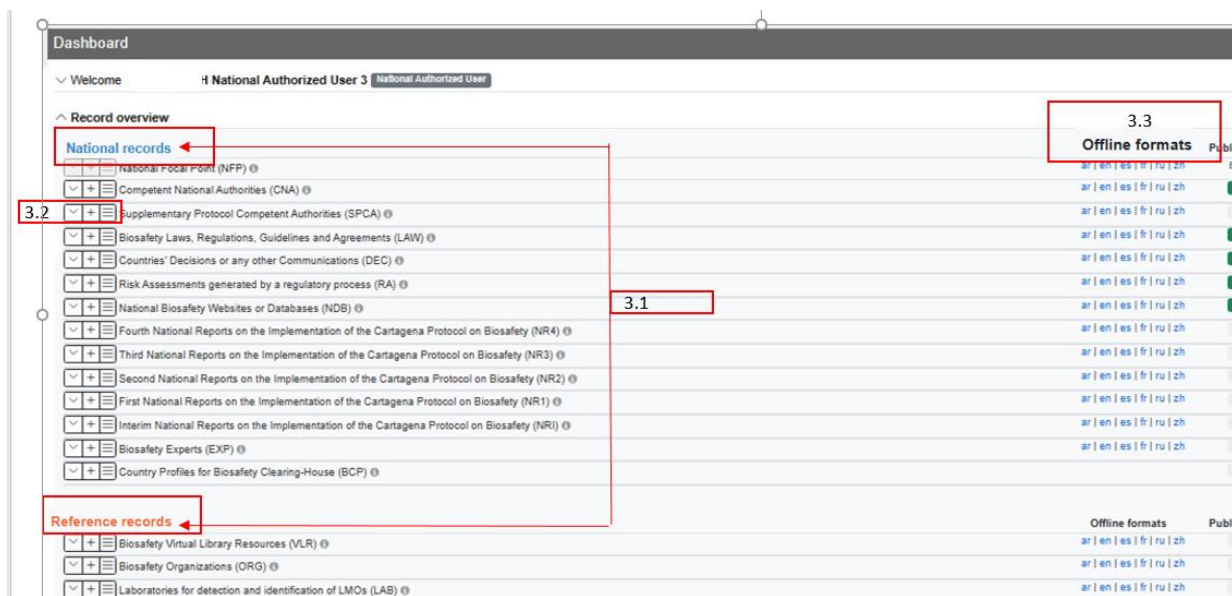 Dashboard
Welcome H National Authorized User 3 National Authorized User
Record overview
3.3
National records Offline formats Publ
National Focal Point (NFP) ar | en | es | fr | ru | zh
Competent National Authorities (CNA) ar | en | es | fr | ru | zh
3.2 Supplementary Protocol Competent Authorities (SPCA) ar | en | es | fr | ru | zh
Biosafety Laws, Regulations, Guidelines and Agreements (LAW) ar | en | es | fr | ru | zh
Countries' Decisions or any other Communications (DEC) ar | en | es | fr | ru | zh
Risk Assessments generated by a regulatory process (RA) ar | en | es | fr | ru | zh
National Biosafety Websites or Databases (NDB) 3.1 ar | en | es | fr | ru | zh
Fourth National Reports on the Implementation of the Cartagena Protocol on Biosafety (NR4) ar | en | es | fr | ru | zh
Third National Reports on the Implementation of the Cartagena Protocol on Biosafety (NR3) ar | en | es | fr | ru | zh
Second National Reports on the Implementation of the Cartagena Protocol on Biosafety (NR2) ar | en | es | fr | ru | zh
First National Reports on the Implementation of the Cartagena Protocol on Biosafety (NR1) ar | en | es | fr | ru | zh
Interim National Reports on the Implementation of the Cartagena Protocol on Biosafety (NRI) ar | en | es | fr | ru | zh
Biosafety Experts (EXP) ar | en | es | fr | ru | zh
Country Profiles for Biosafety Clearing-House (BCP)
Reference records Offline formats Publ
Biosafety Virtual Library Resources (VLR) ar | en | es | fr | ru | zh
Biosafety Organizations (ORG) ar | en | es | fr | ru | zh
Laboratories for detection and identification of LMOs (LAB) ar | en | es | fr | ru | zh